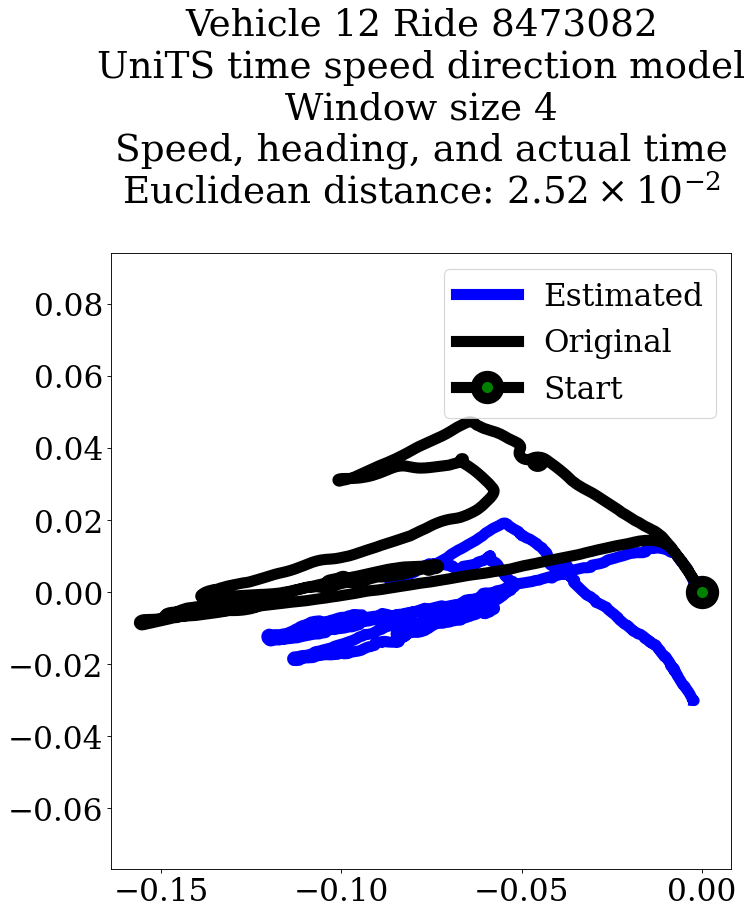 Vehicle 12 Ride 8473082
UniTS time speed direction model
Window size 4
Speed, heading, and actual time
Euclidean distance: 2.52 × 10⁻²
Estimated
Original
Start
0.08
0.06
0.04
0.02
0.00
−0.02
−0.04
−0.06
−0.15 −0.10 −0.05 0.00